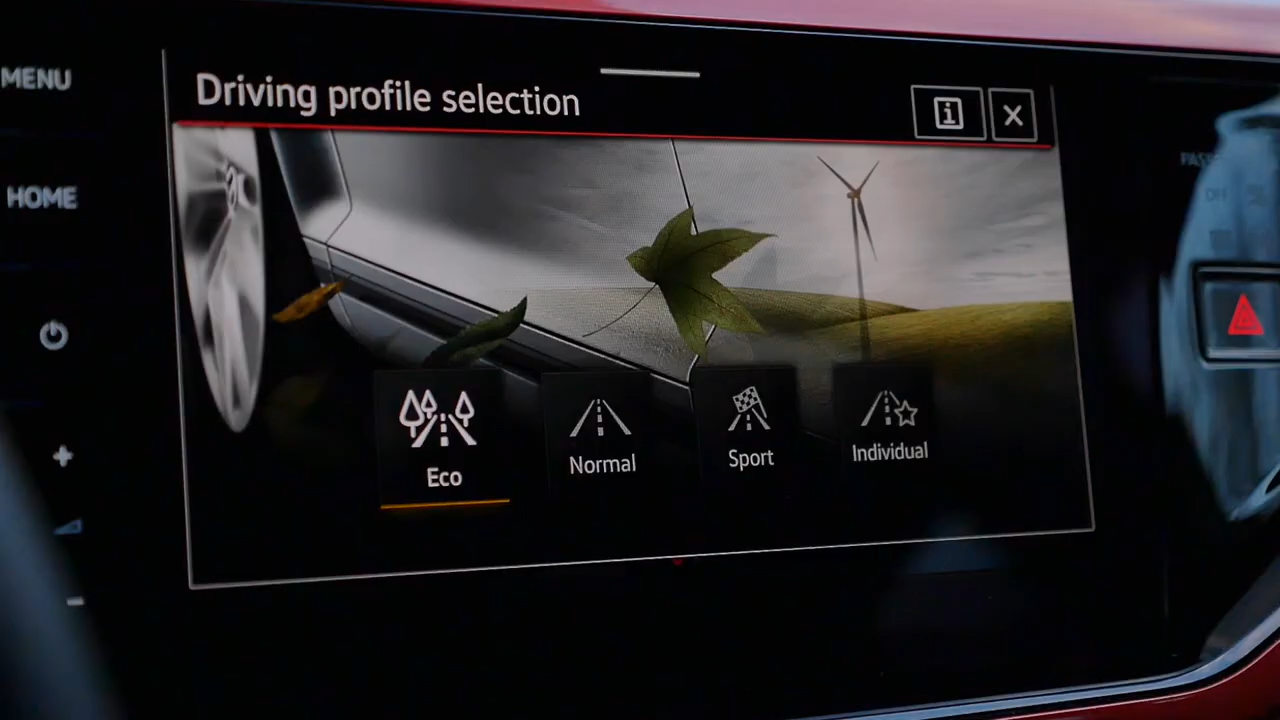 MENU
HOME
Driving profile selection
i
Eco
Normal
Sport
Individual